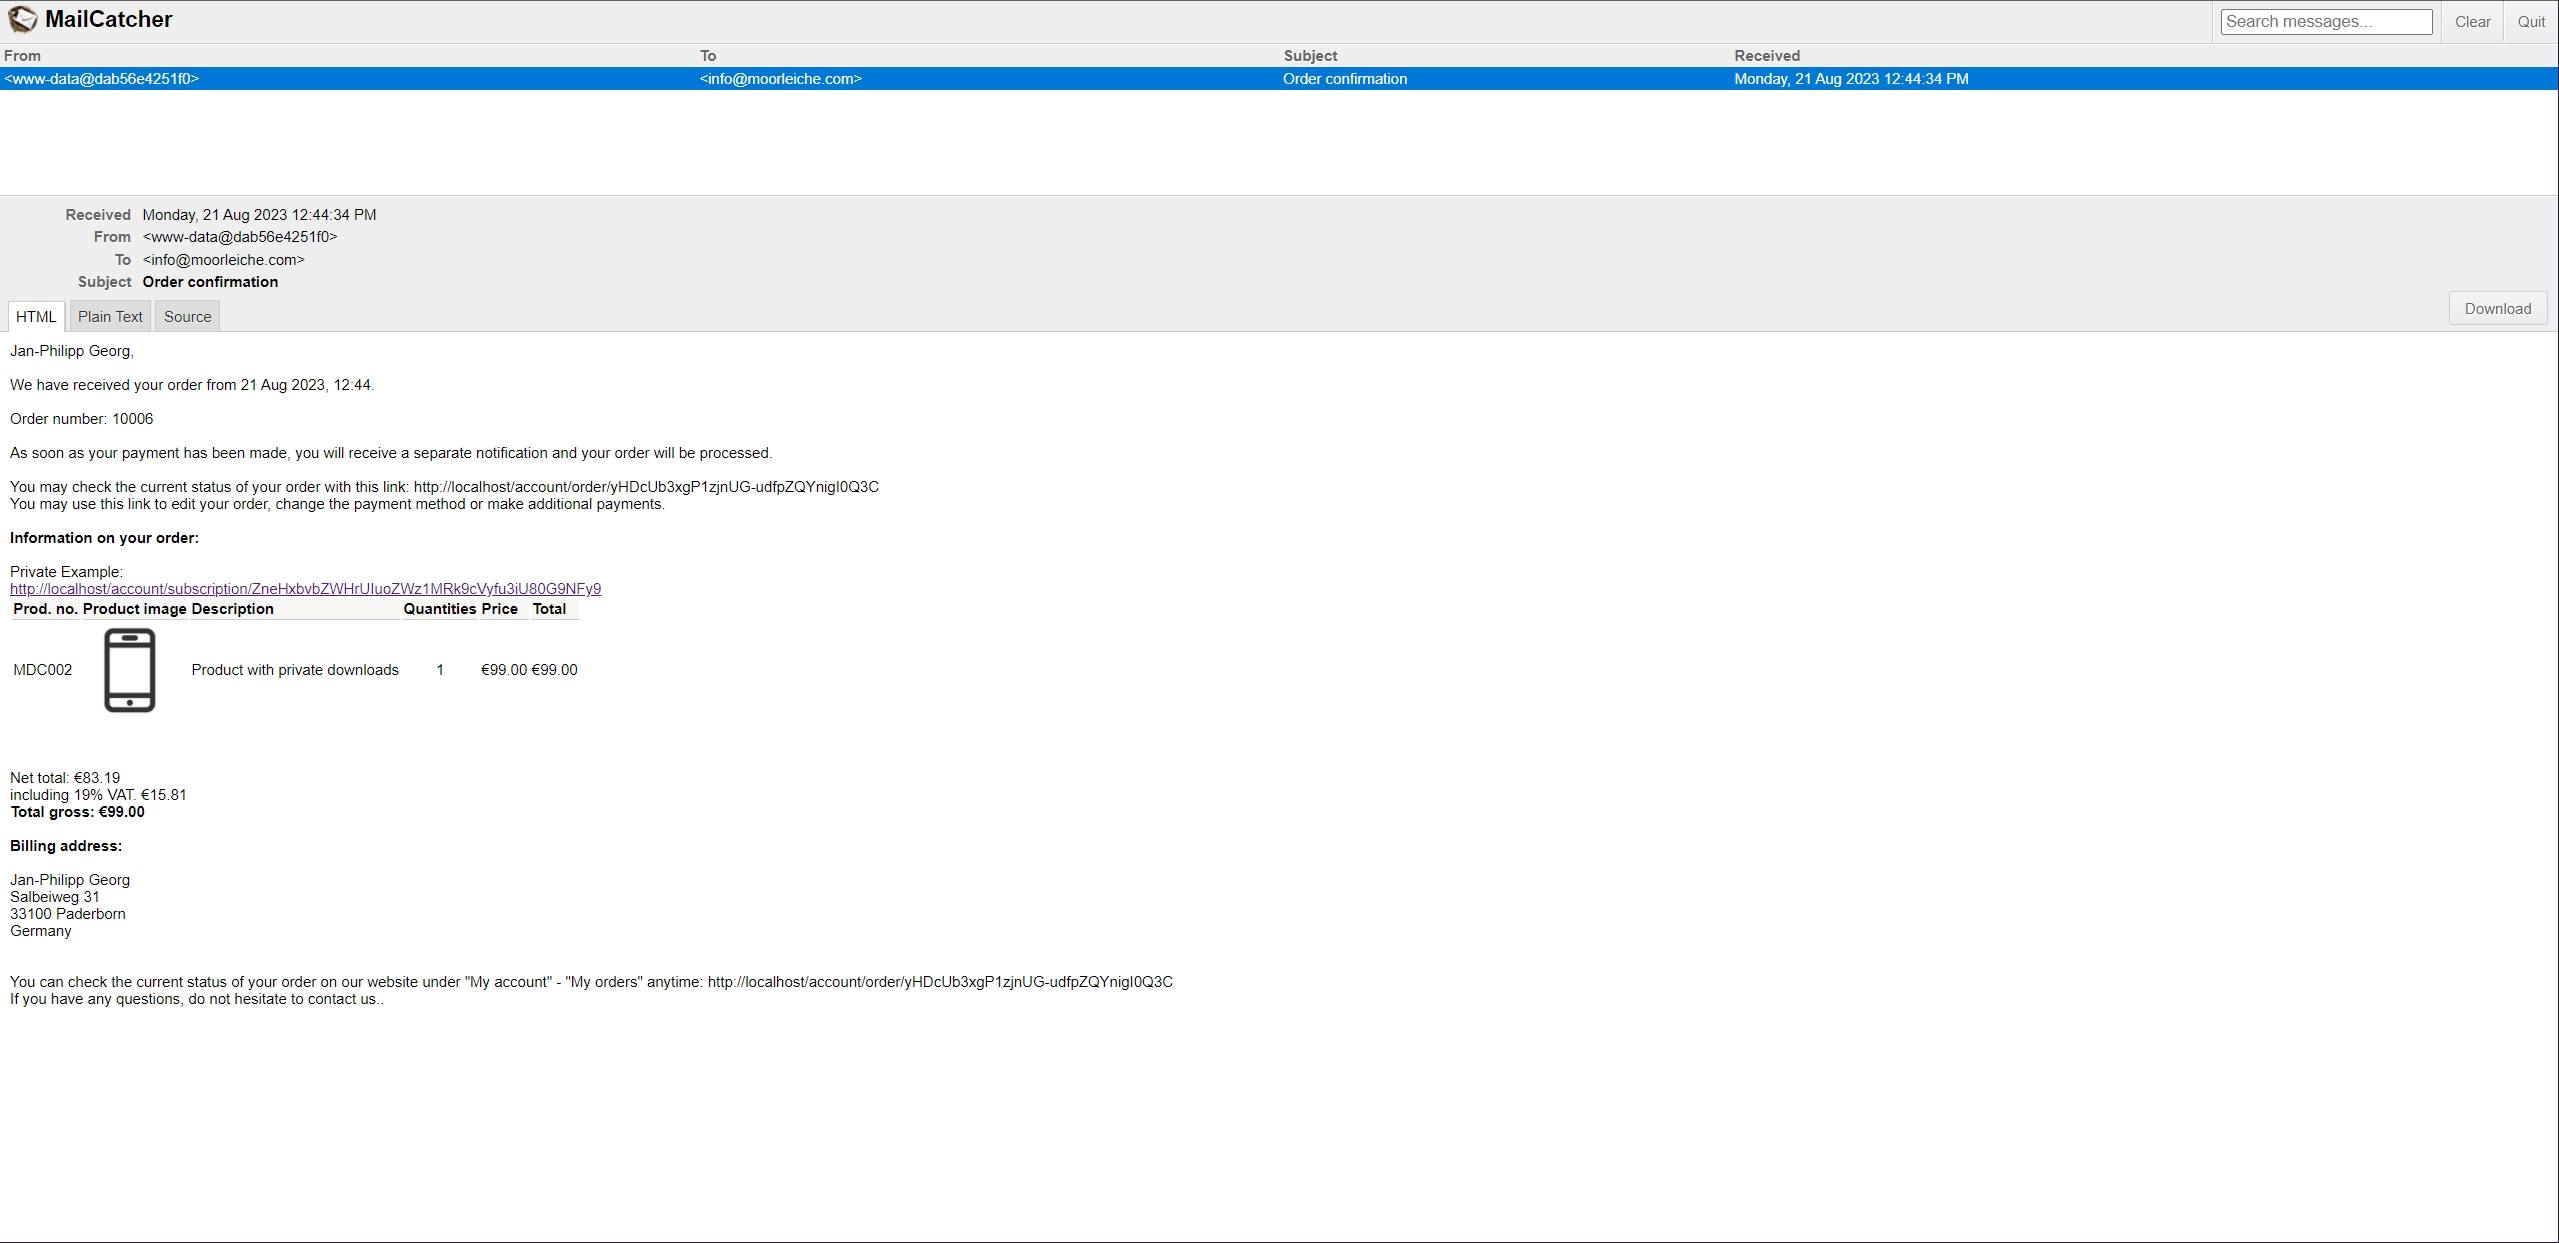 MailCatcher
Search messages...
Clear
Quit
From To Subject Received
<www-data@dab56e4251f0> <info@moorleiche.com> Order confirmation Monday, 21 Aug 2023 12:44:34 PM
Received Monday, 21 Aug 2023 12:44:34 PM
From <www-data@dab56e4251f0>
To <info@moorleiche.com>
Subject Order confirmation
HTML Plain Text Source Download
Jan-Philipp Georg,
We have received your order from 21 Aug 2023, 12:44.
Order number: 10006
As soon as your payment has been made, you will receive a separate notification and your order will be processed.
You may check the current status of your order with this link: http://localhost/account/order/yHDcUb3xgP1zjnUG-udfpZQYnigI0Q3C
You may use this link to edit your order, change the payment method or make additional payments.
Information on your order:
Private Example:
http://localhost/account/subscription/ZneHxbvbZWHrUIuoZWz1MRk9cVyfu3iU80G9NFy9
Prod. no. Product image Description Quantities Price Total
MDC002 Product with private downloads 1 €99.00 €99.00
Net total: €83.19
including 19% VAT. €15.81
Total gross: €99.00
Billing address:
Jan-Philipp Georg
Salbeiweg 31
33100 Paderborn
Germany
You can check the current status of your order on our website under "My account" - "My orders" anytime: http://localhost/account/order/yHDcUb3xgP1zjnUG-udfpZQYnigI0Q3C
If you have any questions, do not hesitate to contact us..